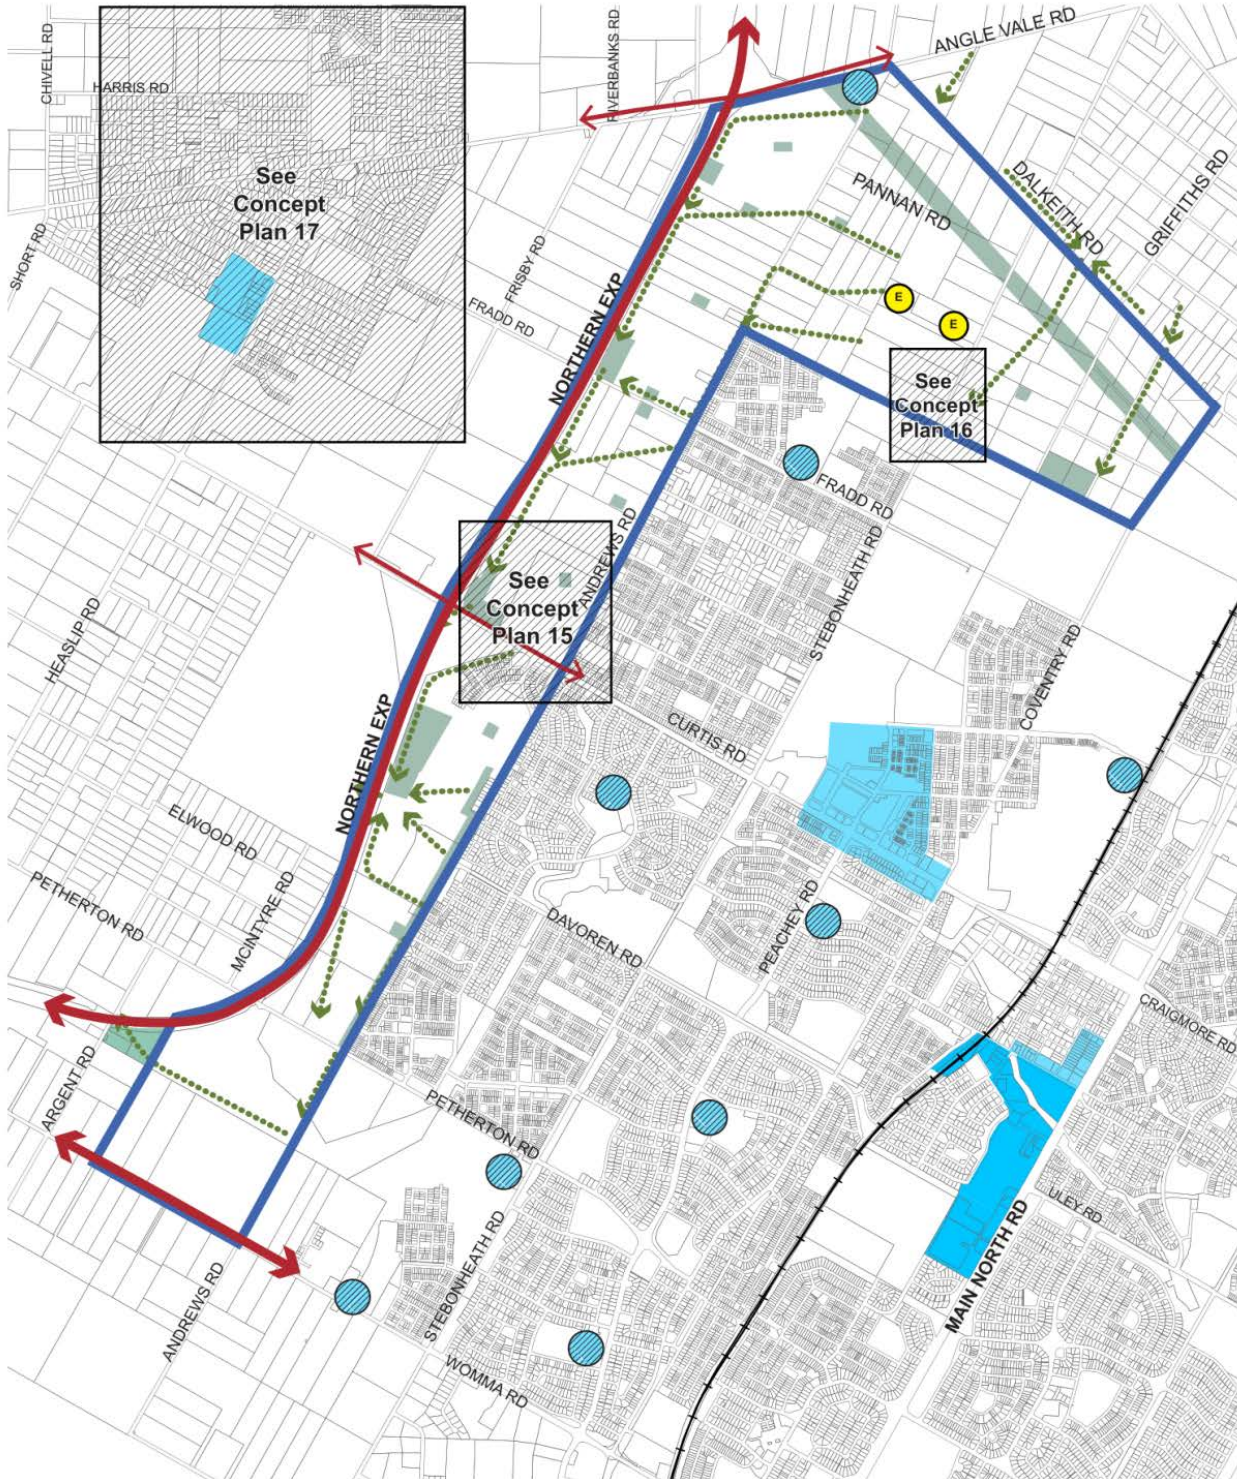 ANGLE VALE RD
CHIVELL RD
RIVERBANKS RD
HARRIS RD
See
Concept
Plan 17
DALKEITH RD
GRIFFITHS RD
PANNAN RD
SHORT RD
FRISBY RD
FRADD RD
NORTHERN EXP
E
E
See
Concept
Plan 16
FRADD RD
ANDREWS RD
STEBONHEATH RD
See
Concept
Plan 15
HEASLIP RD
COVENTRY RD
CURTIS RD
NORTHERN EXP
ELWOOD RD
PETHERTON RD
MCINTYRE RD
DAVOREN RD
PEACHEY RD
CRAIGMORE RD
ARGENT RD
PETHERTON RD
ULEY RD
MAIN NORTH RD
STEBONHEATH RD
ANDREWS RD
WOMMA RD